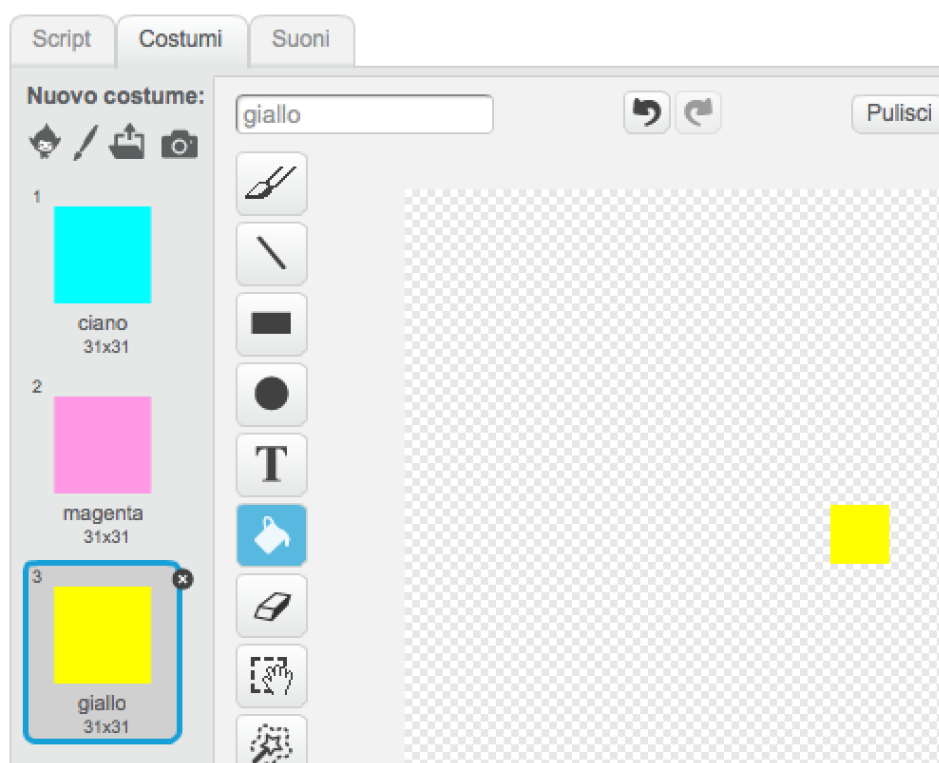 Script
Costumi
Suoni
Nuovo costume:
giallo
Pulisci
1
ciano
31x31
2
magenta
31x31
3
giallo
31x31
T